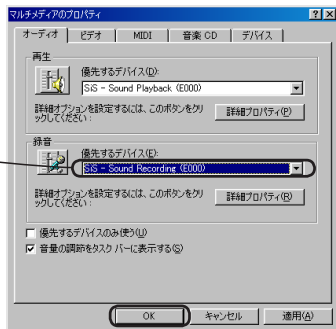 マルチメディアのプロパティ
オーディオ ビデオ MIDI 音楽 CD デバイス
再生
優先するデバイス(D):
SiS - Sound Playback (E000)
詳細オプションを設定するには、このボタンをクリ
ックしてください:
詳細プロパティ(P)
録音
優先するデバイス(E):
SiS - Sound Recording (E000)
詳細オプションを設定するには、このボタンをクリ
ックしてください:
詳細プロパティ(R)
優先するデバイスのみ使う(U)
音量の調節をタスク バーに表示する(S)
OK キャンセル 適用(A)